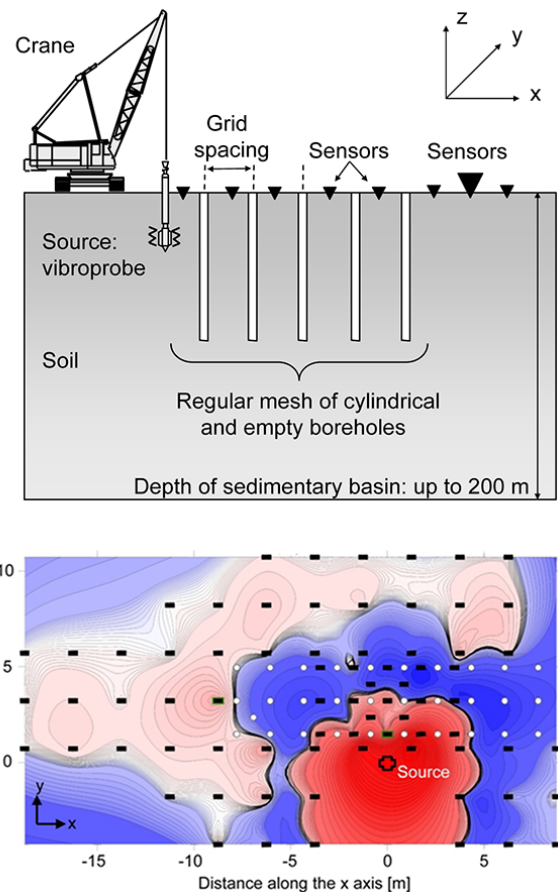 Crane
z
y
x
Grid
spacing
Sensors
Sensors
Source:
vibroprobe
Soil
Regular mesh of cylindrical
and empty boreholes
Depth of sedimentary basin: up to 200 m
10
5
0
Source
y
x
-15
-10
-5
0
5
Distance along the x axis [m]